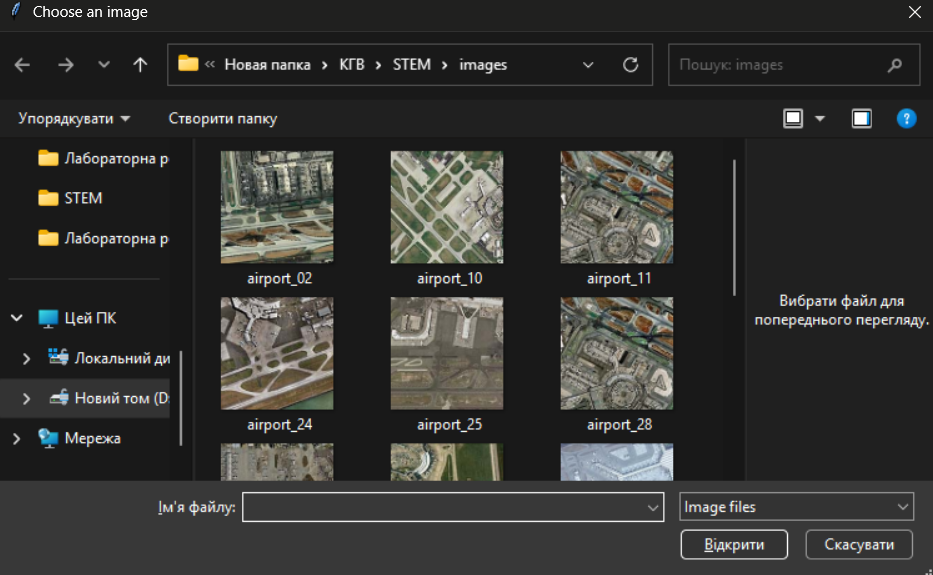 Choose an image
« Новая папка › КГВ › STEM › images
Пошук: images
Упорядкувати
Створити папку
Лабораторна р
STEM
Лабораторна р
Цей ПК
Локальний ди
Новий том (D:
Мережа
airport_02
airport_10
airport_11
airport_24
airport_25
airport_28
Вибрати файл для
попереднього перегляду.
Ім'я файлу:
Image files
Відкрити
Скасувати